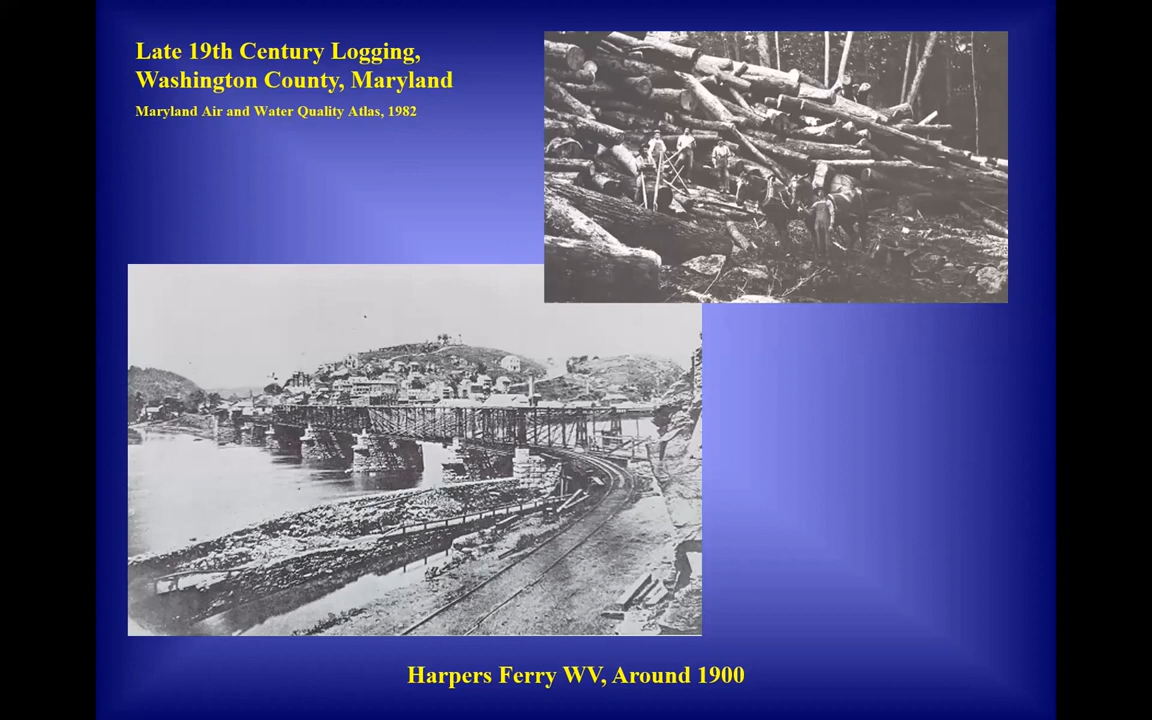 Late 19th Century Logging,
Washington County, Maryland
Maryland Air and Water Quality Atlas, 1982
Harpers Ferry WV, Around 1900